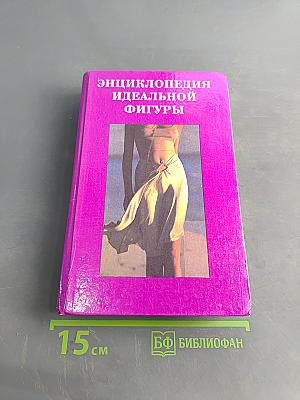 ЭНЦИКЛОПЕДИЯ
ИДЕАЛЬНОЙ
ФИГУРЫ
15 см
БФ БИБЛИОФАН